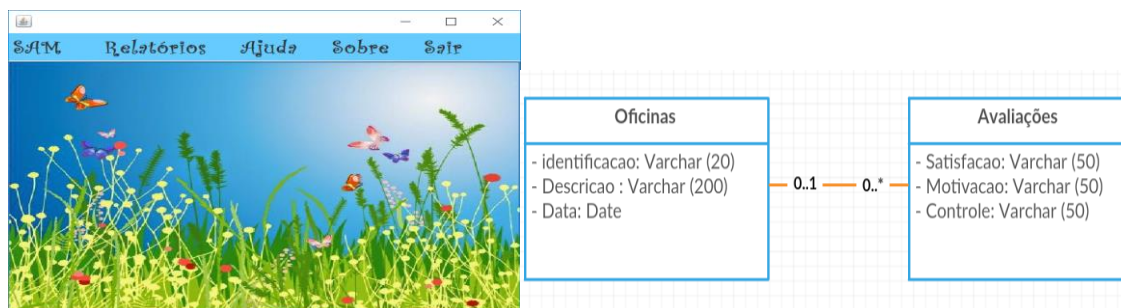 SAM Relatórios Ajuda Sobre Sair
Oficinas
- identificacao: Varchar (20)
- Descricao : Varchar (200)
- Data: Date
0..1 0..*
Avaliações
- Satisfacao: Varchar (50)
- Motivacao: Varchar (50)
- Controle: Varchar (50)